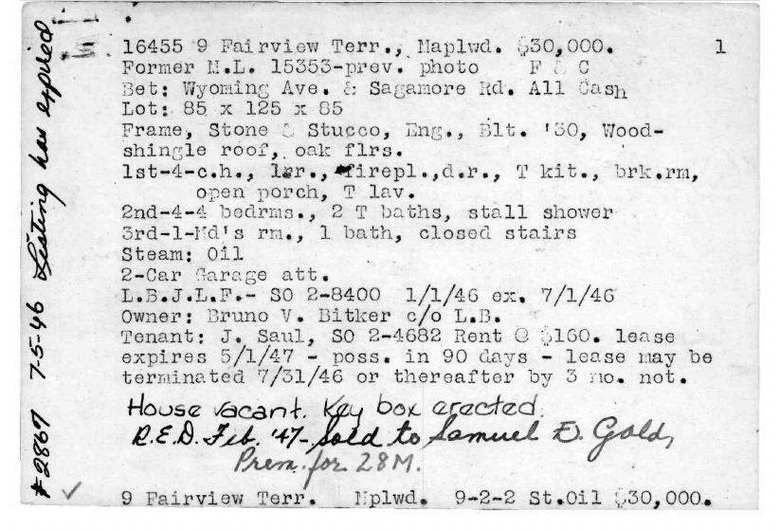 16455 9 Fairview Terr., Maplwd. $30,000. 1
Former M.L. 15353-prev. photo F & C
Bet: Wyoming Ave. & Sagamore Rd. All Cash
Lot: 85 x 125 x 85
Frame, Stone & Stucco, Eng., Blt. '30, Wood-
shingle roof, oak flrs.
1st-4-c.h., lvr., firepl.,d.r., T kit., brk.rm,
open porch, T lav.
2nd-4-4 bedrms., 2 T baths, stall shower
3rd-1-Md's rm., 1 bath, closed stairs
Steam: Oil
2-Car Garage att.
L.B.J.L.F.- SO 2-8400 1/1/46 ex. 7/1/46
Owner: Bruno V. Bitker c/o L.B.
Tenant: J. Saul, SO 2-4682 Rent @ $160. lease
expires 5/1/47 - poss. in 90 days - lease may be
terminated 7/31/46 or thereafter by 3 mo. not.
House vacant. Key box erected.
R.E.D. Feb. '47- Sold to Samuel D. Gold,
Prem. for 28M.
9 Fairview Terr. Mplwd. 9-2-2 St.Oil $30,000.
#2867 7-5-46 Listing has expired